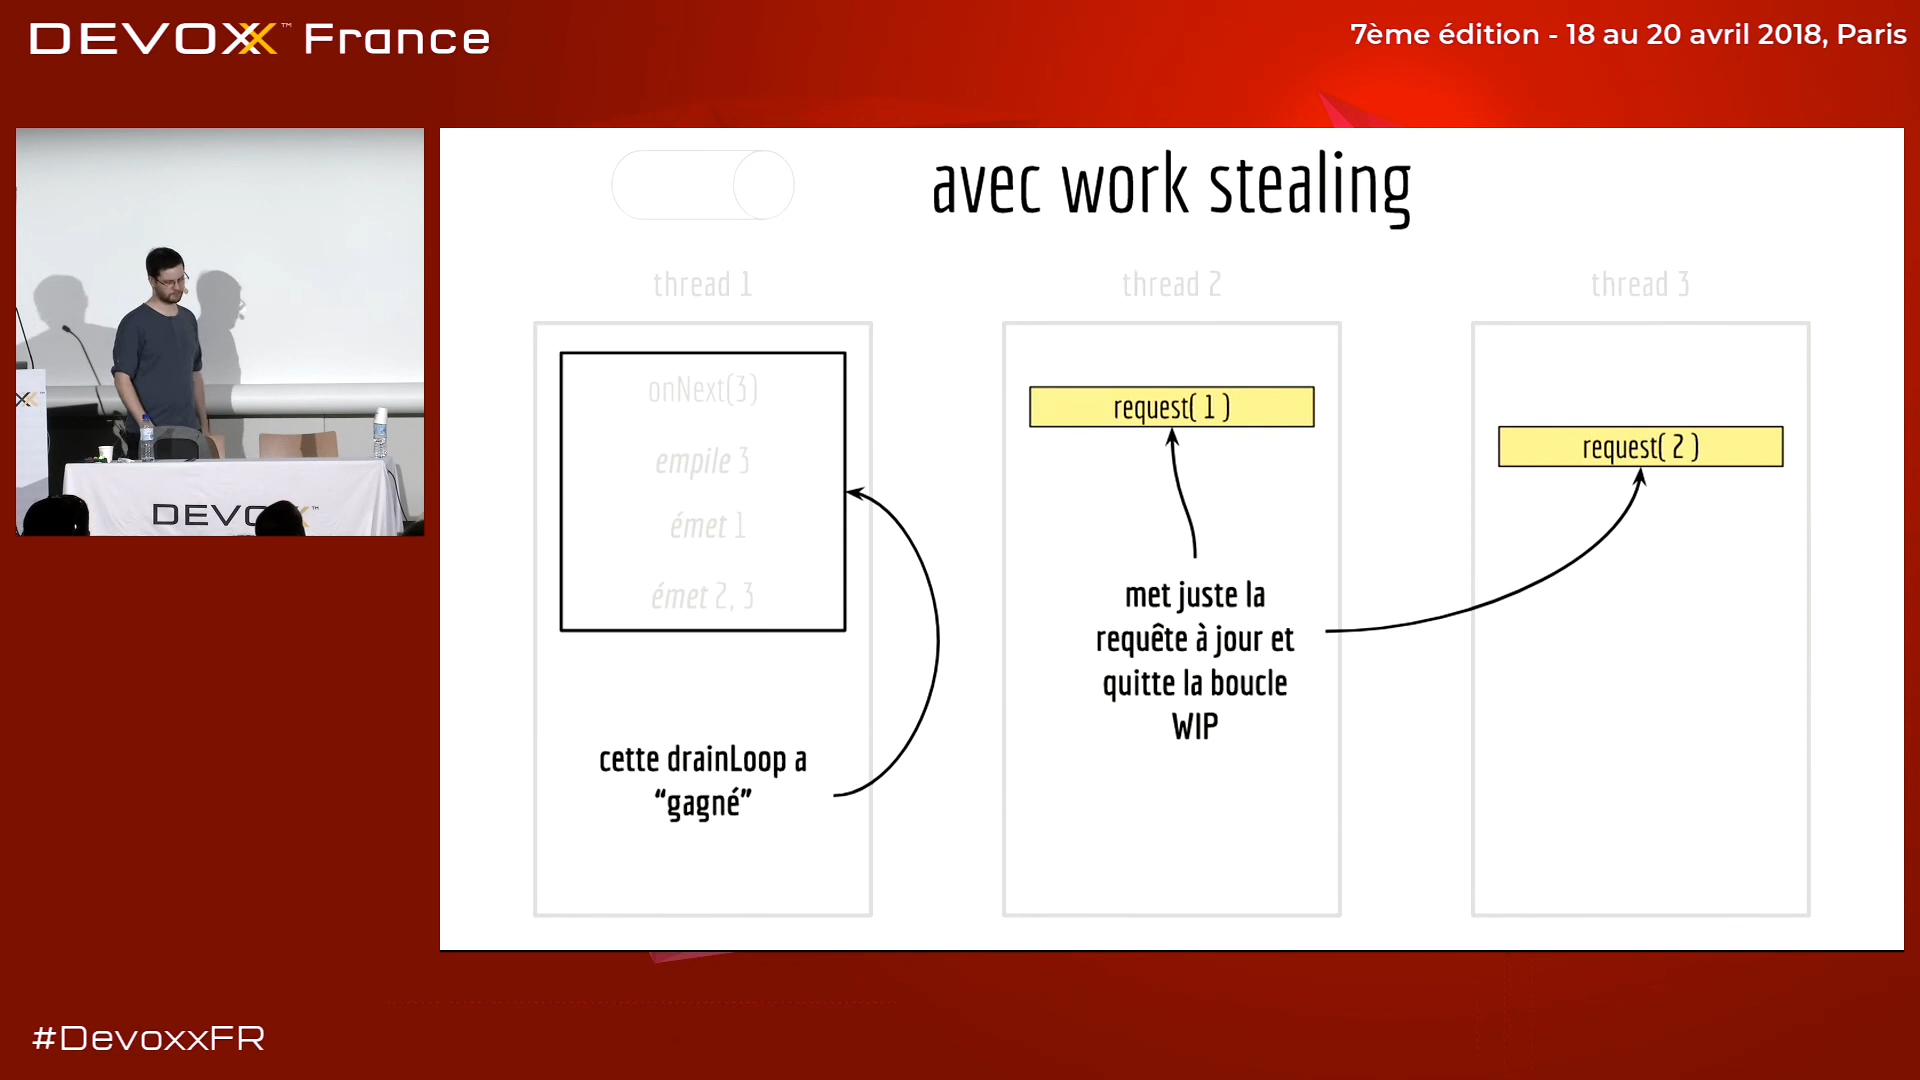 DEVOXX™ France
7ème édition - 18 au 20 avril 2018, Paris
avec work stealing
thread 1
thread 2
thread 3
onNext(3)
empile 3
émet 1
émet 2, 3
request( 1 )
request( 2 )
met juste la
requête à jour et
quitte la boucle
WIP
cette drainLoop a
“gagné”
DEVO
#DevoxxFR